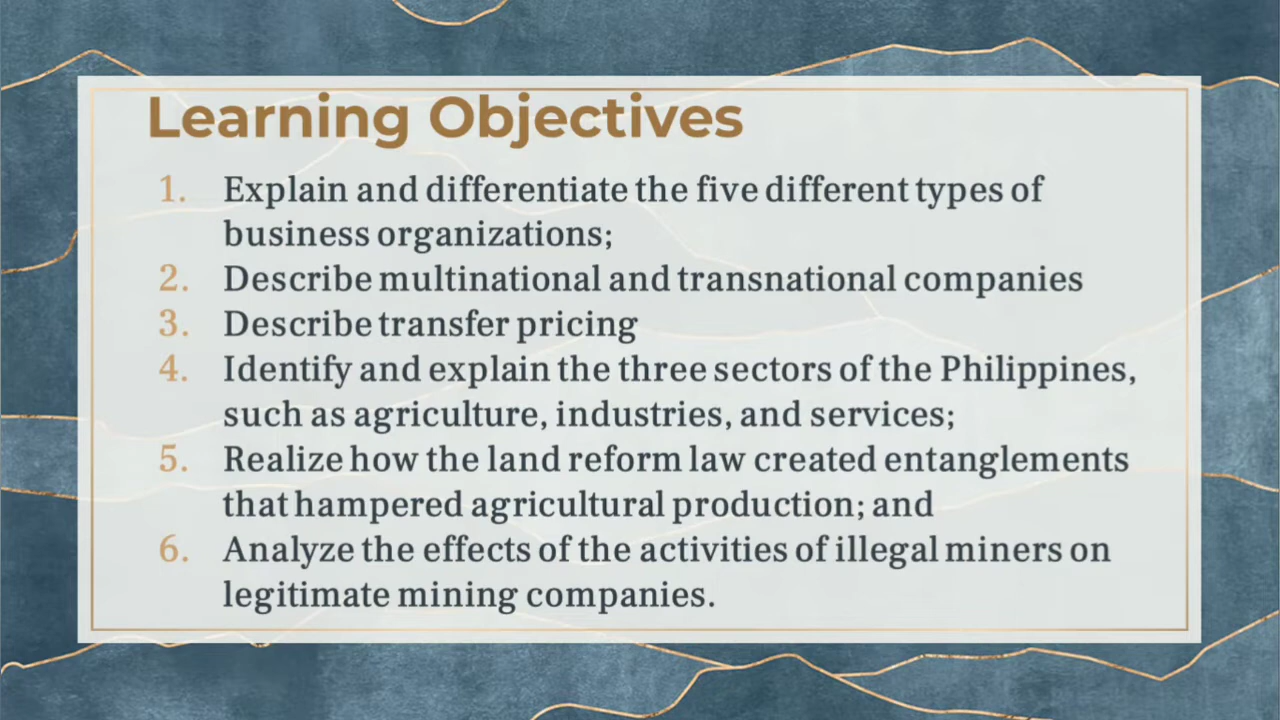 Learning Objectives
1. Explain and differentiate the five different types of
business organizations;
2. Describe multinational and transnational companies
3. Describe transfer pricing
4. Identify and explain the three sectors of the Philippines,
such as agriculture, industries, and services;
5. Realize how the land reform law created entanglements
that hampered agricultural production; and
6. Analyze the effects of the activities of illegal miners on
legitimate mining companies.